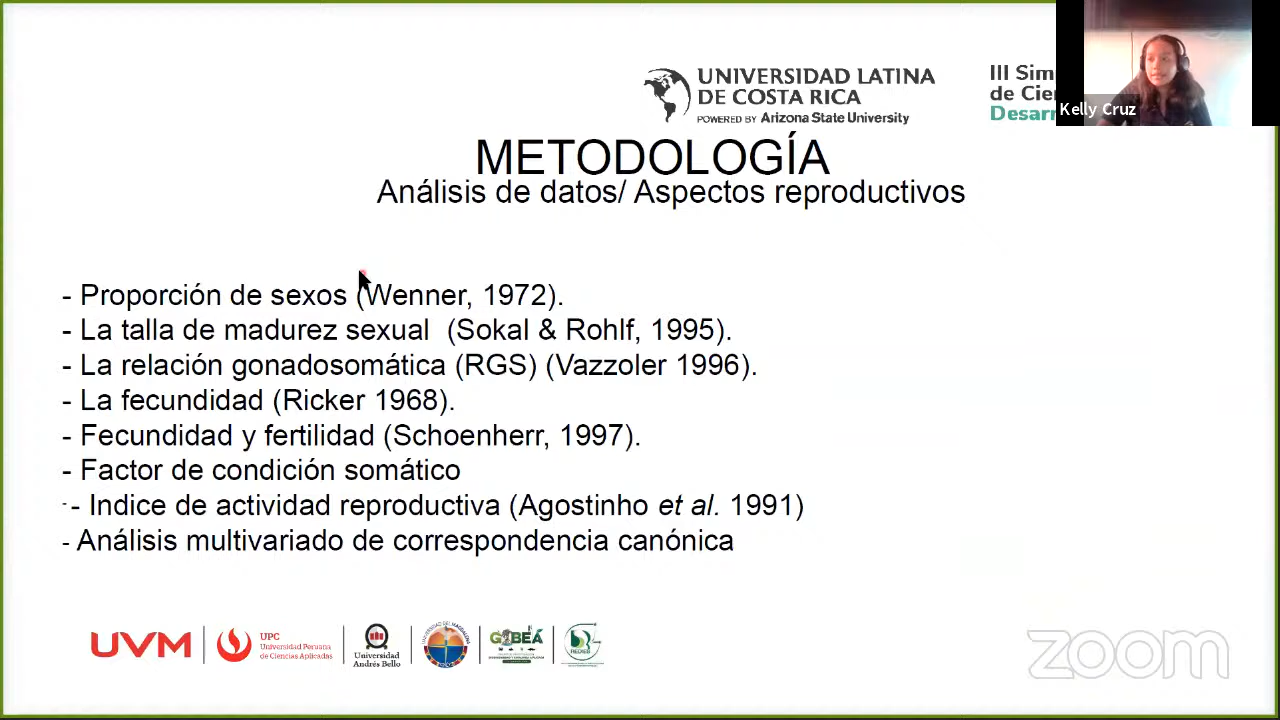 UNIVERSIDAD LATINA
DE COSTA RICA
POWERED BY Arizona State University
III Sim
de Cie
Desarr
Kelly Cruz
METODOLOGÍA
Análisis de datos/ Aspectos reproductivos
- Proporción de sexos (Wenner, 1972).
- La talla de madurez sexual (Sokal & Rohlf, 1995).
- La relación gonadosomática (RGS) (Vazzoler 1996).
- La fecundidad (Ricker 1968).
- Fecundidad y fertilidad (Schoenherr, 1997).
- Factor de condición somático
- - Indice de actividad reproductiva (Agostinho et al. 1991)
- Análisis multivariado de correspondencia canónica
UVM
UPC
Universidad Peruana
de Ciencias Aplicadas
Universidad
Andrés Bello
zoom